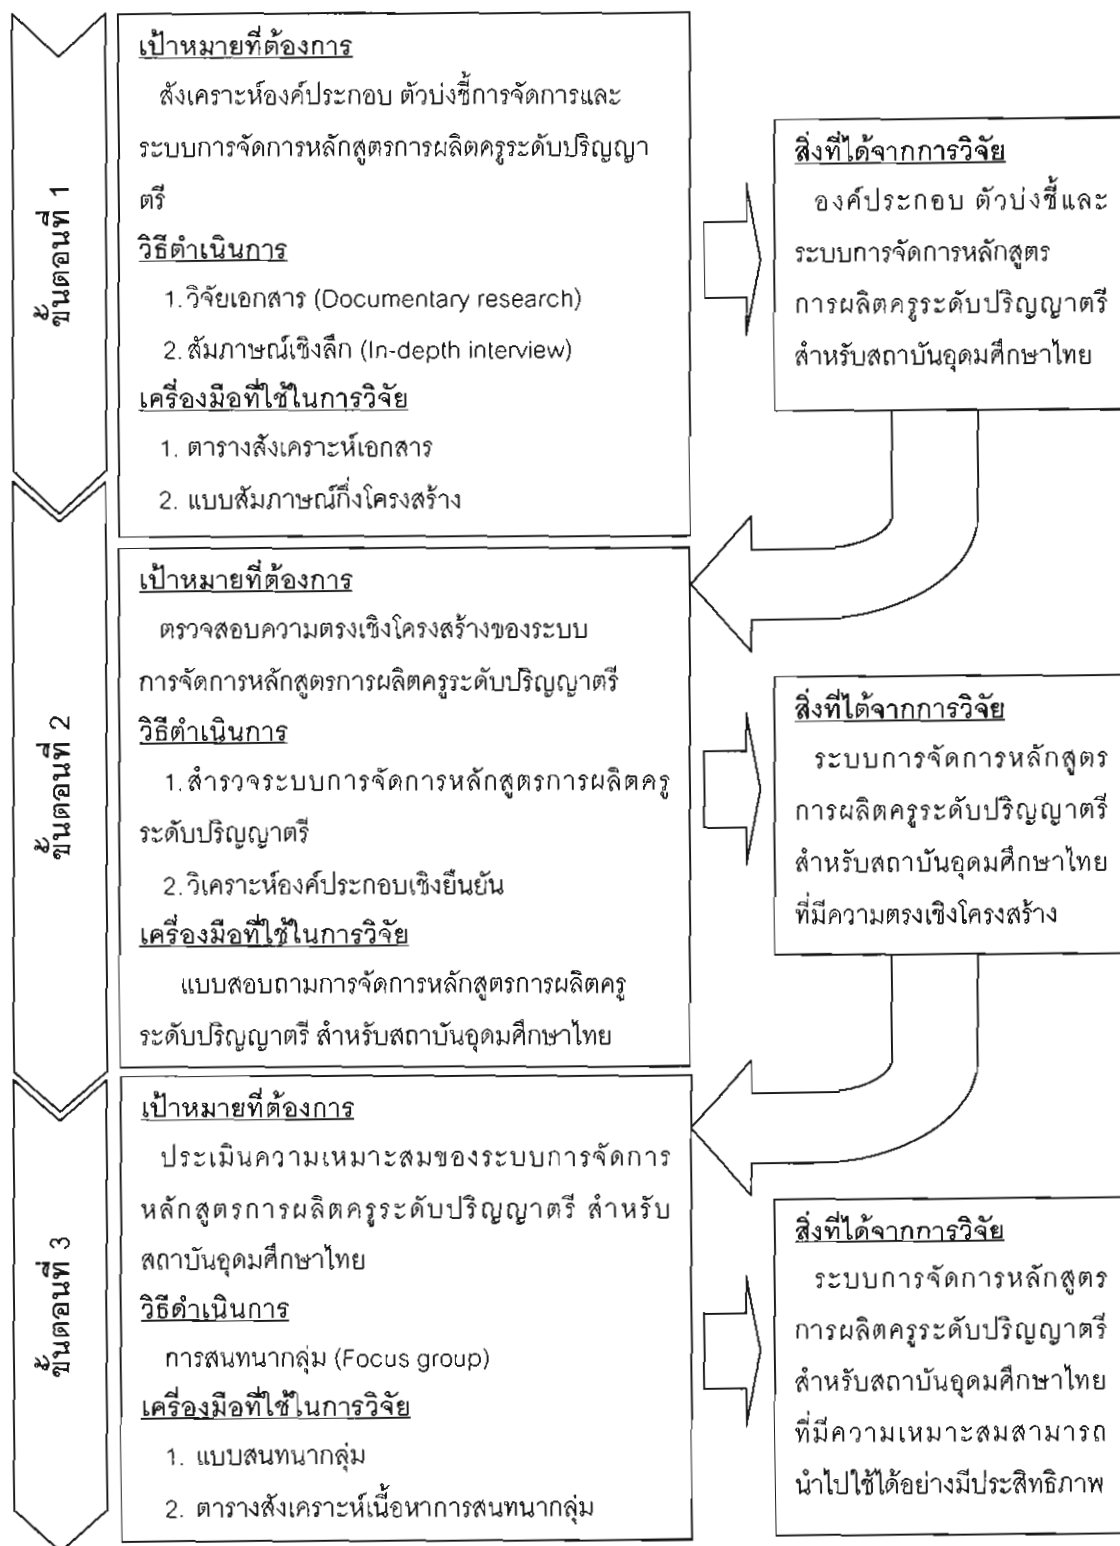 ขั้นตอนที่ 1
เป้าหมายที่ต้องการ
สังเคราะห์องค์ประกอบ ตัวบ่งชี้การจัดการและ
ระบบการจัดการหลักสูตรการผลิตครูระดับปริญญา
ตรี
วิธีดำเนินการ
1. วิจัยเอกสาร (Documentary research)
2. สัมภาษณ์เชิงลึก (In-depth interview)
เครื่องมือที่ใช้ในการวิจัย
1. ตารางสังเคราะห์เอกสาร
2. แบบสัมภาษณ์กึ่งโครงสร้าง
สิ่งที่ได้จากการวิจัย
องค์ประกอบ ตัวบ่งชี้และ
ระบบการจัดการหลักสูตร
การผลิตครูระดับปริญญาตรี
สำหรับสถาบันอุดมศึกษาไทย
ขั้นตอนที่ 2
เป้าหมายที่ต้องการ
ตรวจสอบความตรงเชิงโครงสร้างของระบบ
การจัดการหลักสูตรการผลิตครูระดับปริญญาตรี
วิธีดำเนินการ
1. สำรวจระบบการจัดการหลักสูตรการผลิตครู
ระดับปริญญาตรี
2. วิเคราะห์องค์ประกอบเชิงยืนยัน
เครื่องมือที่ใช้ในการวิจัย
แบบสอบถามการจัดการหลักสูตรการผลิตครู
ระดับปริญญาตรี สำหรับสถาบันอุดมศึกษาไทย
สิ่งที่ได้จากการวิจัย
ระบบการจัดการหลักสูตร
การผลิตครูระดับปริญญาตรี
สำหรับสถาบันอุดมศึกษาไทย
ที่มีความตรงเชิงโครงสร้าง
ขั้นตอนที่ 3
เป้าหมายที่ต้องการ
ประเมินความเหมาะสมของระบบการจัดการ
หลักสูตรการผลิตครูระดับปริญญาตรี สำหรับ
สถาบันอุดมศึกษาไทย
วิธีดำเนินการ
การสนทนากลุ่ม (Focus group)
เครื่องมือที่ใช้ในการวิจัย
1. แบบสนทนากลุ่ม
2. ตารางสังเคราะห์เนื้อหาการสนทนากลุ่ม
สิ่งที่ได้จากการวิจัย
ระบบการจัดการหลักสูตร
การผลิตครูระดับปริญญาตรี
สำหรับสถาบันอุดมศึกษาไทย
ที่มีความเหมาะสมสามารถ
นำไปใช้ได้อย่างมีประสิทธิภาพ